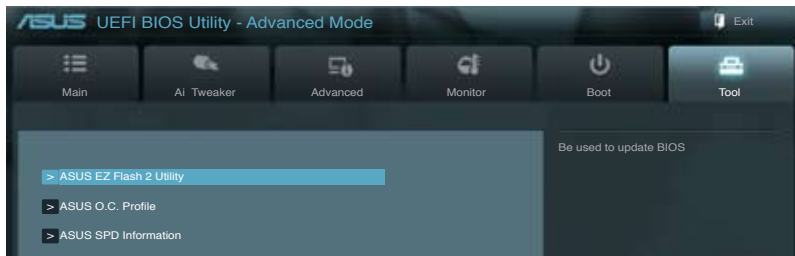 ASUS UEFI BIOS Utility - Advanced Mode
Exit
Main
Ai Tweaker
Advanced
Monitor
Boot
Tool
Be used to update BIOS
> ASUS EZ Flash 2 Utility
> ASUS O.C. Profile
> ASUS SPD Information